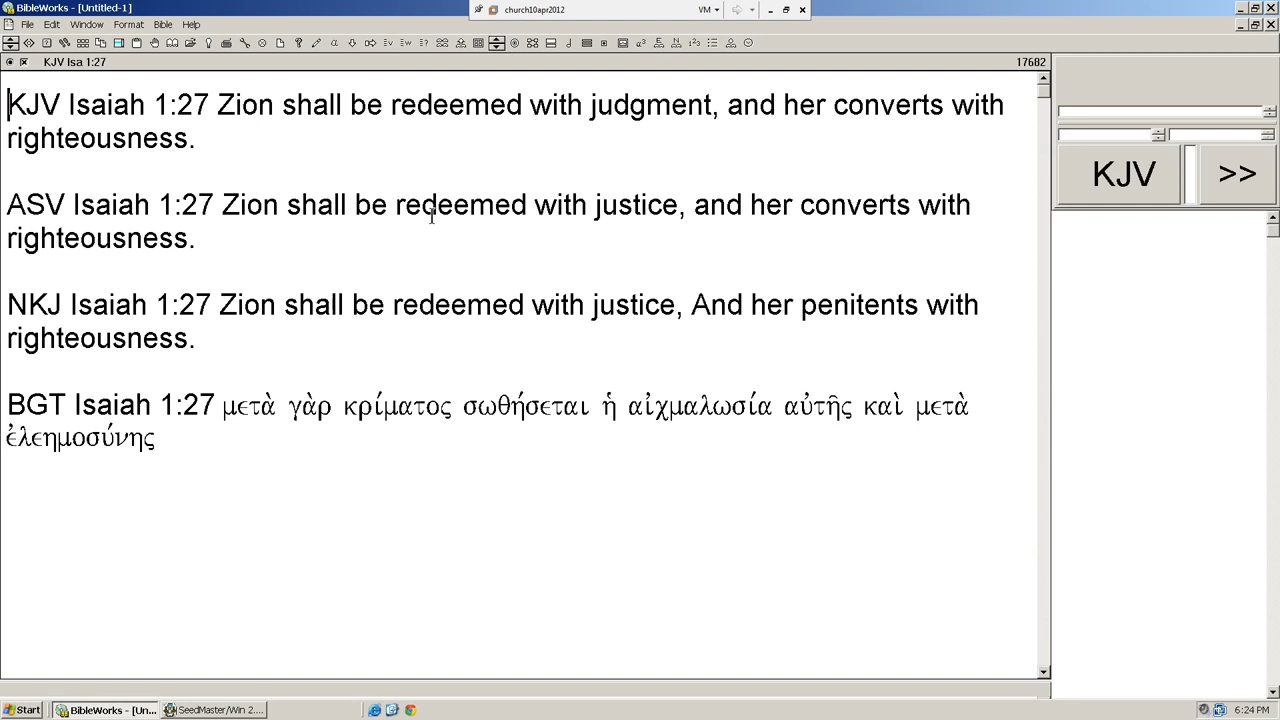 BibleWorks - [Untitled-1]
church10apr2012
VM
File Edit Window Format Bible Help
KJV Isa 1:27
17682
KJV Isaiah 1:27 Zion shall be redeemed with judgment, and her converts with
righteousness.
ASV Isaiah 1:27 Zion shall be redeemed with justice, and her converts with
righteousness.
NKJ Isaiah 1:27 Zion shall be redeemed with justice, And her penitents with
righteousness.
BGT Isaiah 1:27 μετὰ γὰρ κρίματος σωθήσεται ἡ αἰχμαλωσία αὐτῆς καὶ μετὰ
ἐλεημοσύνης
KJV
>>
Start
BibleWorks - [Un...
SeedMaster/Win 2....
6:24 PM